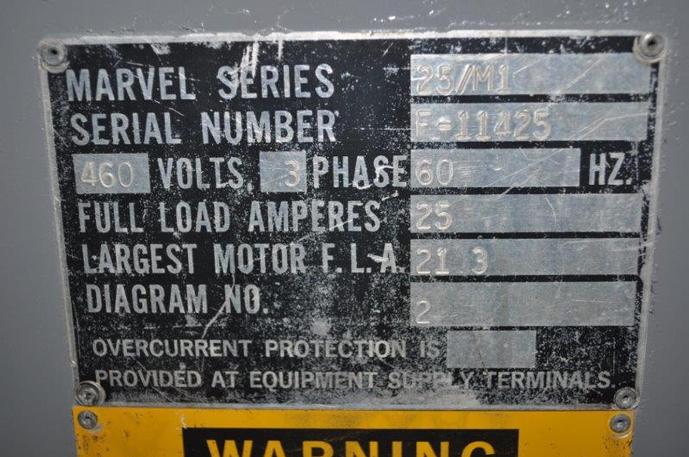 MARVEL SERIES 25/M1
SERIAL NUMBER E-11425
460 VOLTS, 3 PHASE 60 HZ.
FULL LOAD AMPERES 25
LARGEST MOTOR F.L.A. 21.3
DIAGRAM NO. 2
OVERCURRENT PROTECTION IS
PROVIDED AT EQUIPMENT SUPPLY TERMINALS.
WARNING